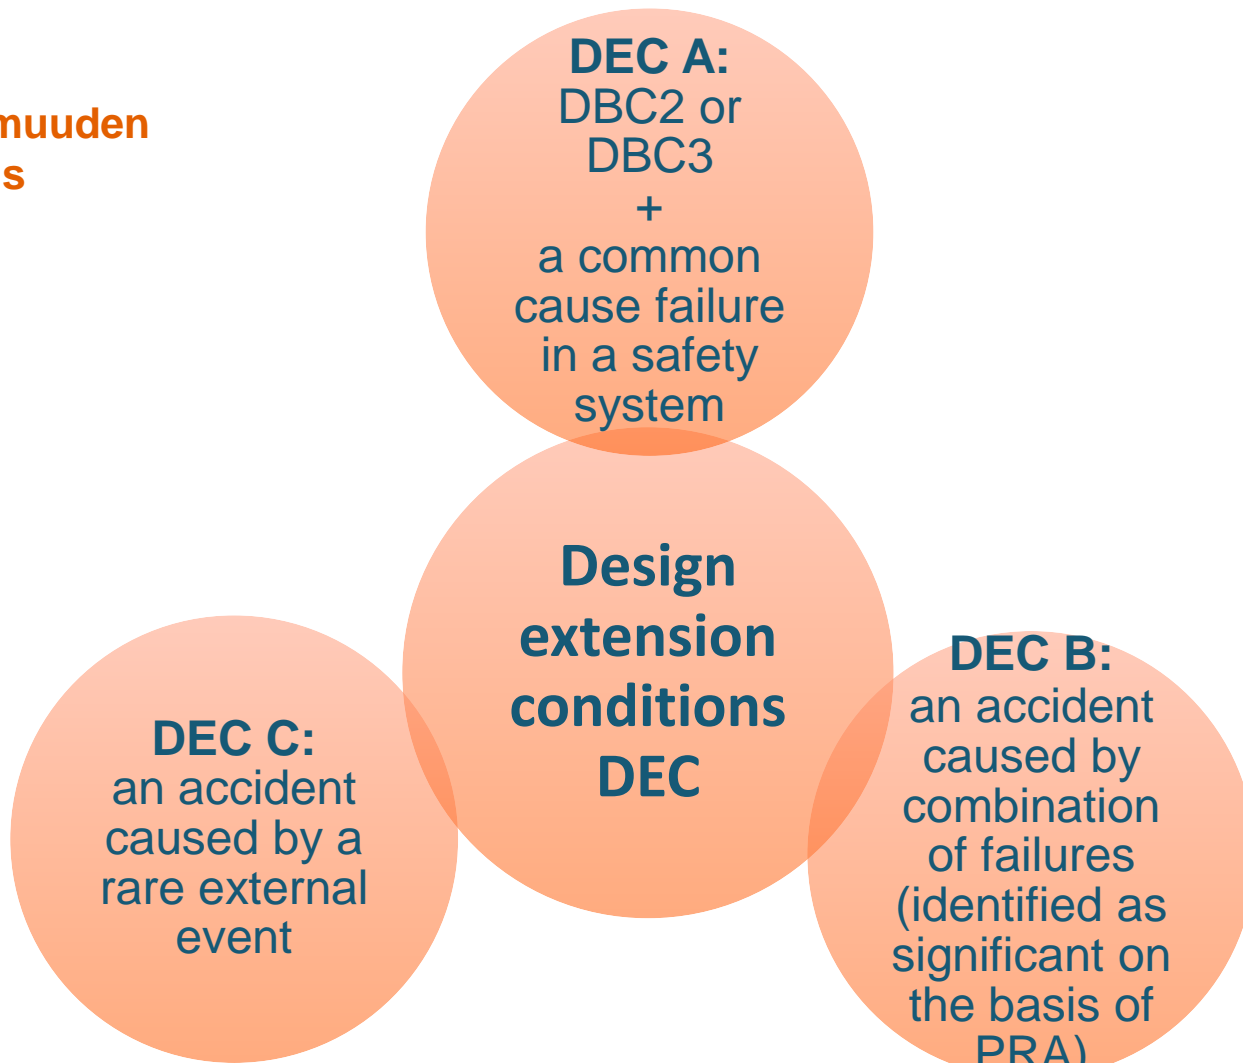 muuden
s
DEC A:
DBC2 or
DBC3
+
a common
cause failure
in a safety
system
Design
extension
conditions
DEC
DEC B:
an accident
caused by
combination
of failures
(identified as
significant on
the basis of
PRA)
DEC C:
an accident
caused by a
rare external
event